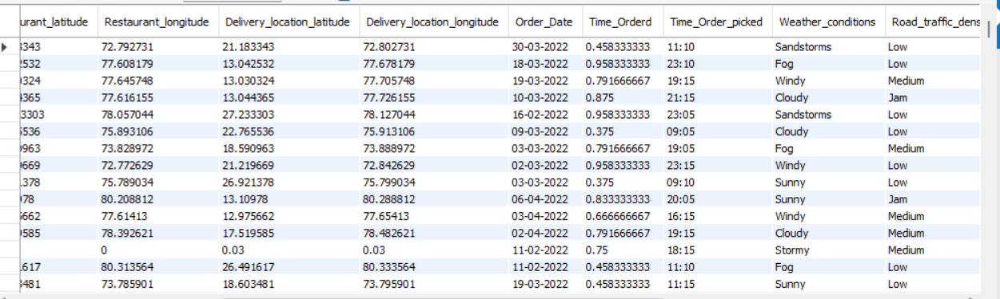 urant_latitude Restaurant_longitude Delivery_location_latitude Delivery_location_longitude Order_Date Time_Orderd Time_Order_picked Weather_conditions Road_traffic_dens
343 72.792731 21.183343 72.802731 30-03-2022 0.458333333 11:10 Sandstorms Low
2532 77.608179 13.042532 77.678179 18-03-2022 0.958333333 23:10 Fog Low
0324 77.645748 13.030324 77.705748 19-03-2022 0.791666667 19:15 Windy Medium
4365 77.616155 13.044365 77.726155 10-03-2022 0.875 21:15 Cloudy Jam
3303 78.057044 27.233303 78.127044 16-02-2022 0.958333333 23:05 Sandstorms Low
5536 75.893106 22.765536 75.913106 09-03-2022 0.375 09:05 Cloudy Low
0963 73.828972 18.590963 73.888972 03-03-2022 0.791666667 19:05 Fog Medium
9669 72.772629 21.219669 72.842629 02-03-2022 0.958333333 23:15 Windy Low
1378 75.789034 26.921378 75.799034 03-03-2022 0.375 09:10 Sunny Low
978 80.208812 13.10978 80.288812 06-04-2022 0.833333333 20:05 Sunny Jam
5662 77.61413 12.975662 77.65413 03-04-2022 0.666666667 16:15 Windy Medium
9585 78.392621 17.519585 78.482621 02-04-2022 0.791666667 19:15 Cloudy Medium
0 0.03 0.03 11-02-2022 0.75 18:15 Stormy Medium
1617 80.313564 26.491617 80.333564 11-02-2022 0.458333333 11:10 Fog Low
3481 73.785901 18.603481 73.795901 19-03-2022 0.458333333 11:15 Sunny Low